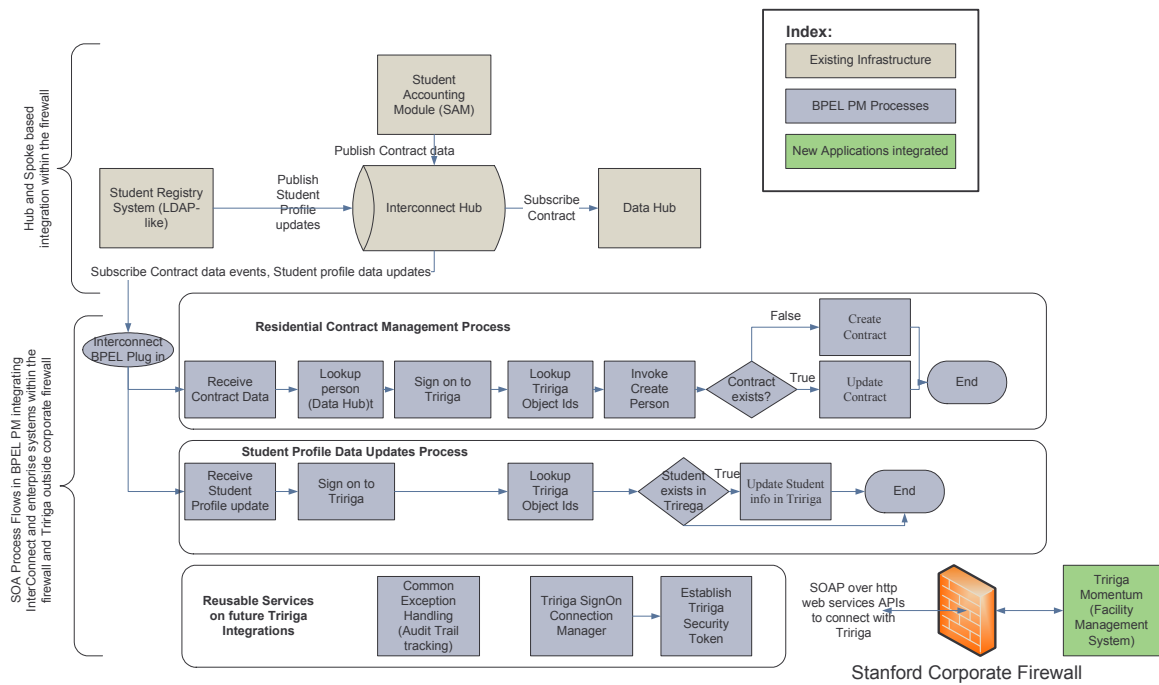 Index:
Existing Infrastructure
BPEL PM Processes
New Applications integrated
Hub and Spoke based
integration within the firewall
Student
Accounting
Module (SAM)
Publish Contract data
Student Registry
System (LDAP-
like)
Publish
Student
Profile
updates
Interconnect Hub
Subscribe
Contract
Data Hub
Subscribe Contract data events, Student profile data updates
SOA Process Flows in BPEL PM integrating
InterConnect and enterprise systems within the
firewall and Tririga outside corporate firewall
Interconnect
BPEL Plug in
Residential Contract Management Process
Receive
Contract Data
Lookup
person
(Data Hub)t
Sign on to
Tririga
Lookup
Tririga
Object Ids
Invoke
Create
Person
Contract
exists?
False
True
Create
Contract
Update
Contract
End
Student Profile Data Updates Process
Receive
Student
Profile update
Sign on to
Tririga
Lookup
Tririga
Object Ids
Student
exists in
Trirega
True
Update Student
info in Tririga
End
Reusable Services
on future Tririga
Integrations
Common
Exception
Handling
(Audit Trail
tracking)
Tririga SignOn
Connection
Manager
Establish
Tririga
Security
Token
SOAP over http
web services APIs
to connect with
Tririga
Stanford Corporate Firewall
Tririga
Momentum
(Facility
Management
System)